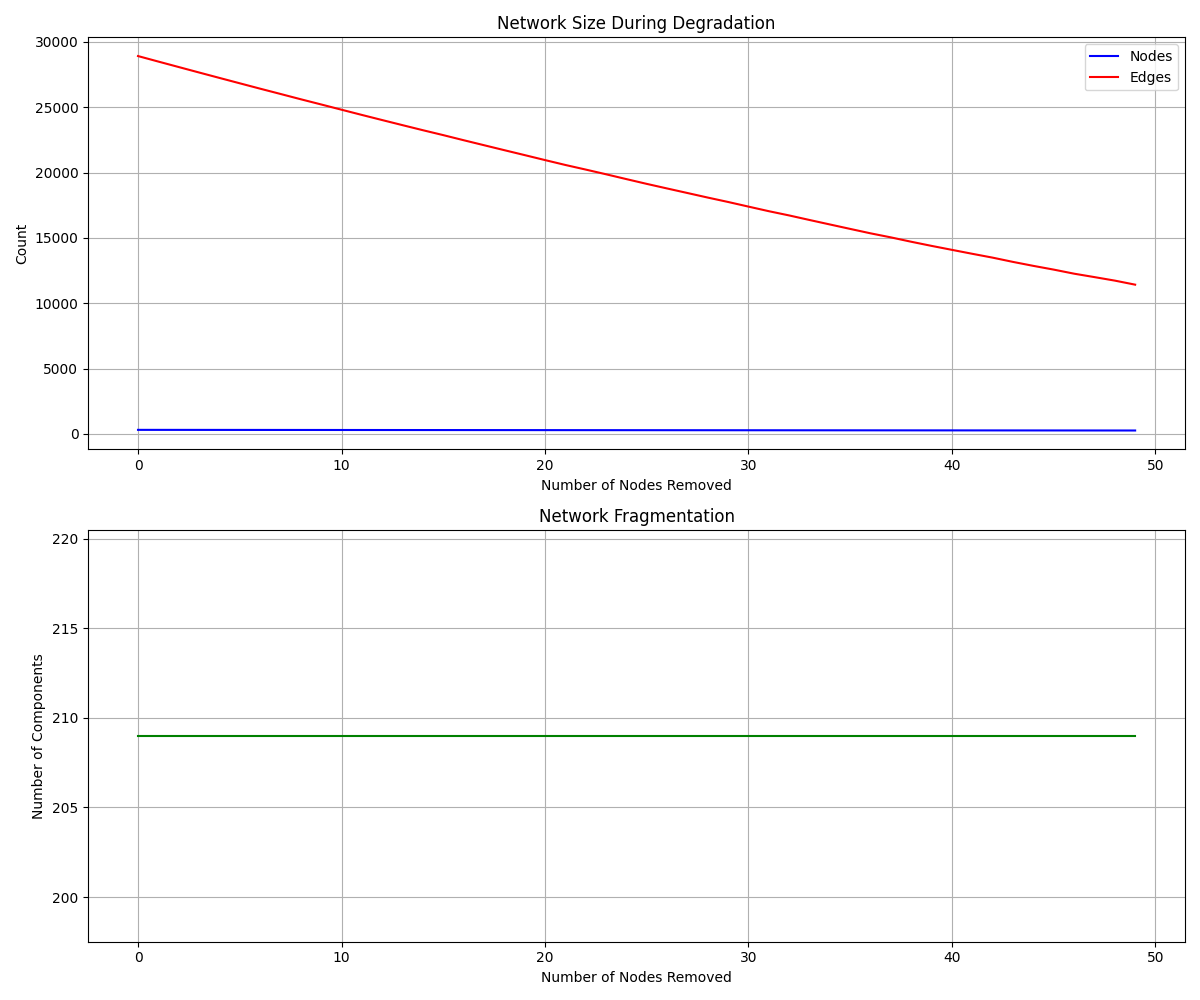 Network Size During Degradation
30000
25000
20000
15000
10000
5000
0
Count
Nodes
Edges
0 10 20 30 40 50
Number of Nodes Removed
Network Fragmentation
220
215
210
205
200
Number of Components
0 10 20 30 40 50
Number of Nodes Removed